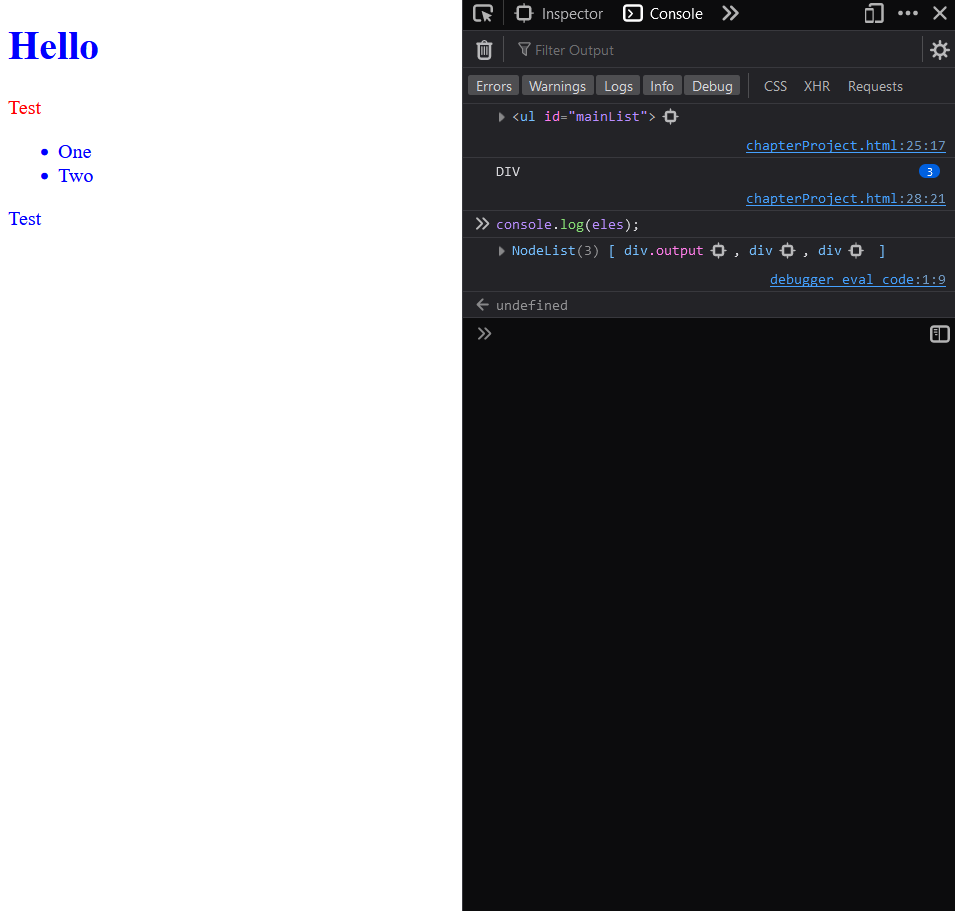 Hello
Test
One
Two
Test
Inspector
Console
Filter Output
Errors Warnings Logs Info Debug CSS XHR Requests
<ul id="mainList">
chapterProject.html:25:17
DIV 3
chapterProject.html:28:21
console.log(eles);
NodeList(3) [ div.output , div , div ]
debugger eval code:1:9
undefined